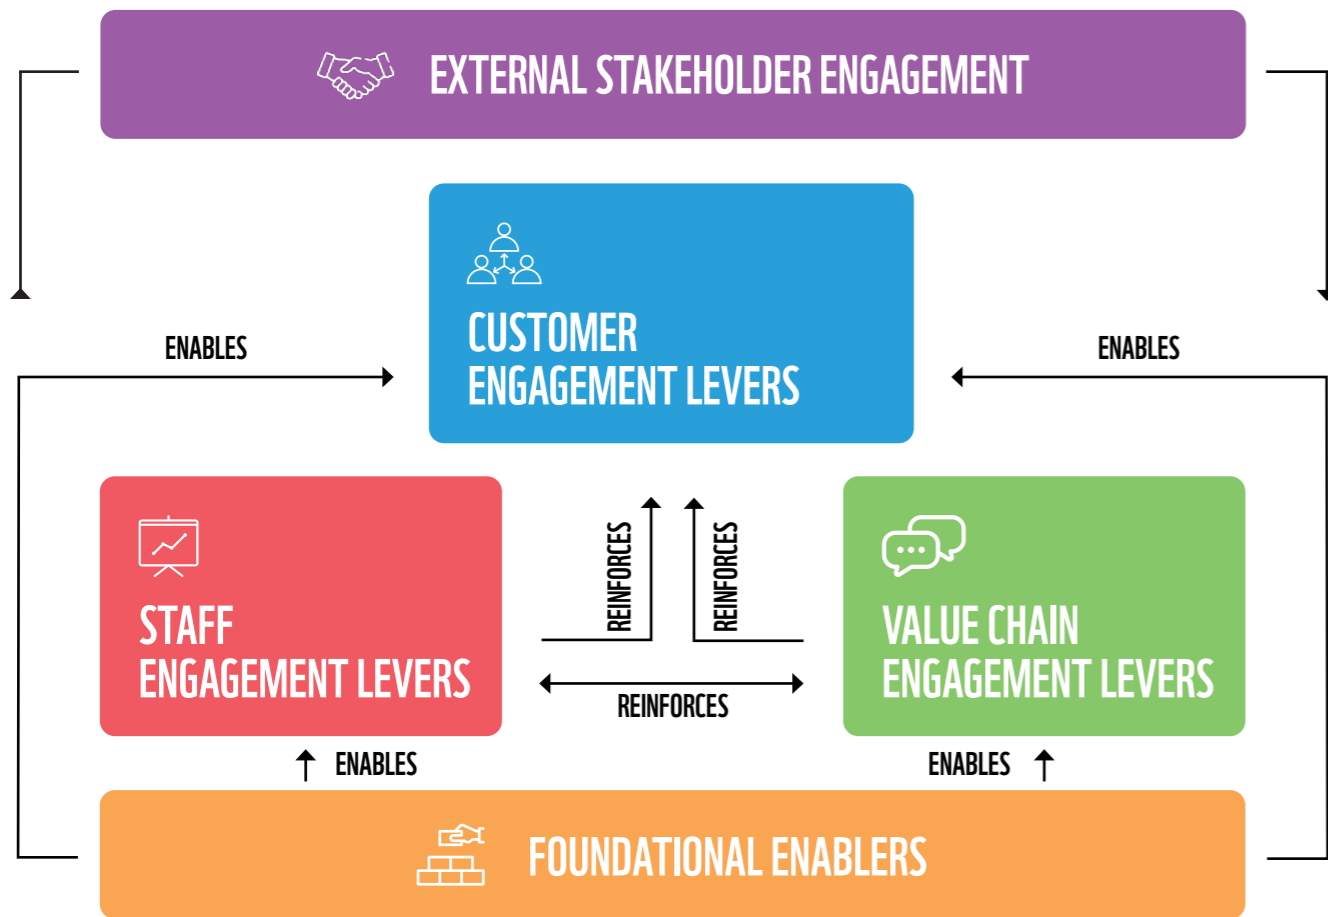 EXTERNAL STAKEHOLDER ENGAGEMENT
CUSTOMER
ENGAGEMENT LEVERS
ENABLES
ENABLES
STAFF
ENGAGEMENT LEVERS
REINFORCES
REINFORCES
REINFORCES
VALUE CHAIN
ENGAGEMENT LEVERS
ENABLES
ENABLES
FOUNDATIONAL ENABLERS